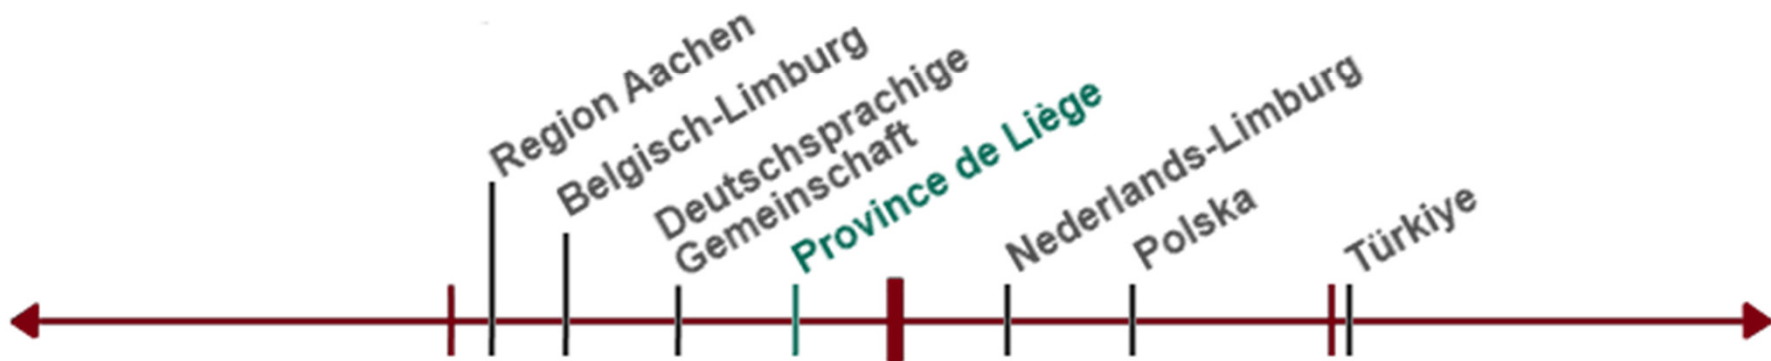 Region Aachen
Belgisch-Limburg
Deutschsprachige
Gemeinschaft
Province de Liège
Nederlands-Limburg
Polska
Türkiye